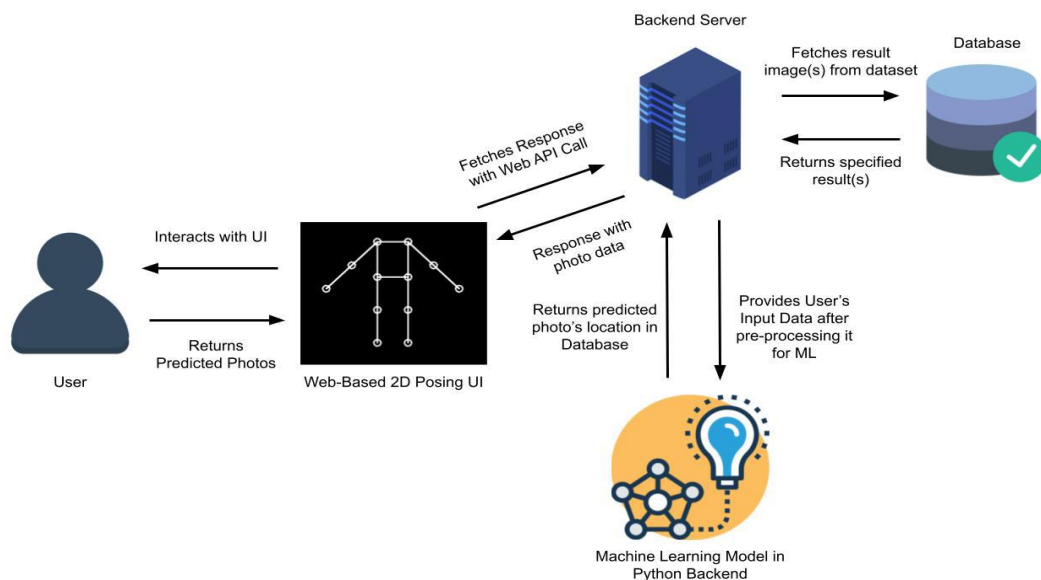 Backend Server
Fetches result
image(s) from dataset
Database
Returns specified
result(s)
Fetches Response
with Web API Call
Response with
photo data
Interacts with UI
Returns
Predicted Photos
User
Web-Based 2D Posing UI
Returns predicted
photo's location in
Database
Provides User's
Input Data after
pre-processing it
for ML
Machine Learning Model in
Python Backend